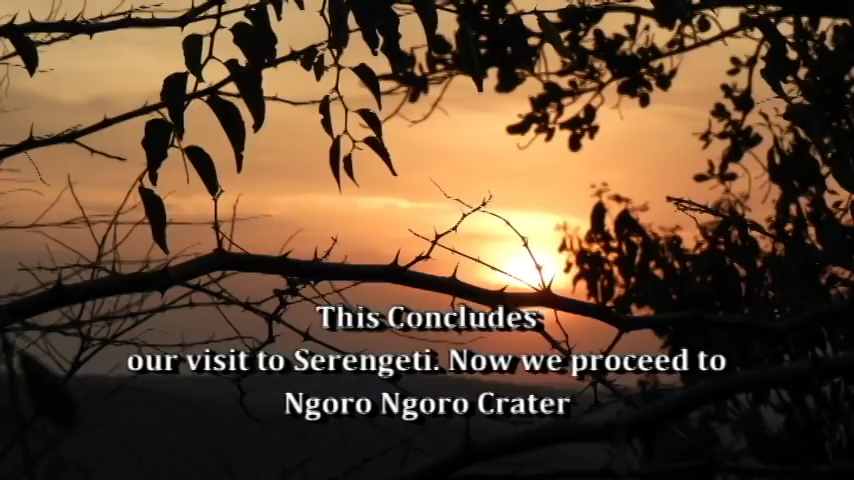 This Concludes
our visit to Serengeti. Now we proceed to
Ngoro Ngoro Crater